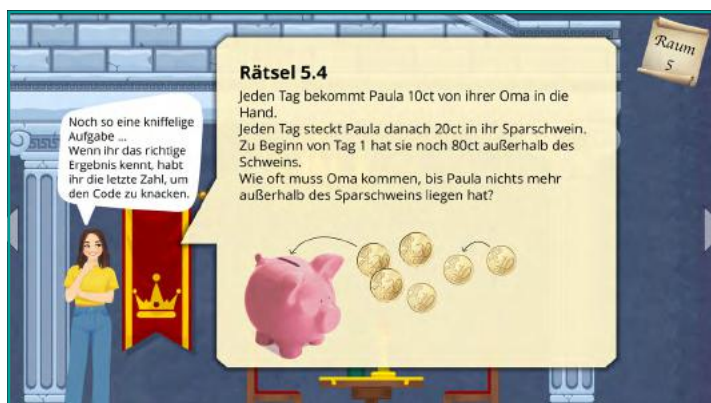 Raum
5
Rätsel 5.4
Jeden Tag bekommt Paula 10ct von ihrer Oma in die
Hand.
Jeden Tag steckt Paula danach 20ct in ihr Sparschwein.
Zu Beginn von Tag 1 hat sie noch 80ct außerhalb des
Schweins.
Wie oft muss Oma kommen, bis Paula nichts mehr
außerhalb des Sparschweins liegen hat?
Noch so eine kniffelige
Aufgabe ...
Wenn ihr das richtige
Ergebnis kennt, habt
ihr die letzte Zahl, um
den Code zu knacken.